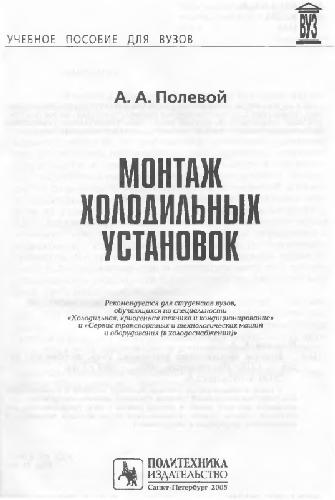 УЧЕБНОЕ ПОСОБИЕ ДЛЯ ВУЗОВ
ВУЗ
А. А. Полевой
МОНТАЖ
ХОЛОДИЛЬНЫХ
УСТАНОВОК
Рекомендуется для студентов вузов,
обучающихся по специальности
«Холодильная, криогенная техника и кондиционирование»
и «Сервис транспортных и технологических машин
и оборудования (в холодоснабжении)»
ПОЛИТЕХНИКА
ИЗДАТЕЛЬСТВО
Санкт-Петербург 2005